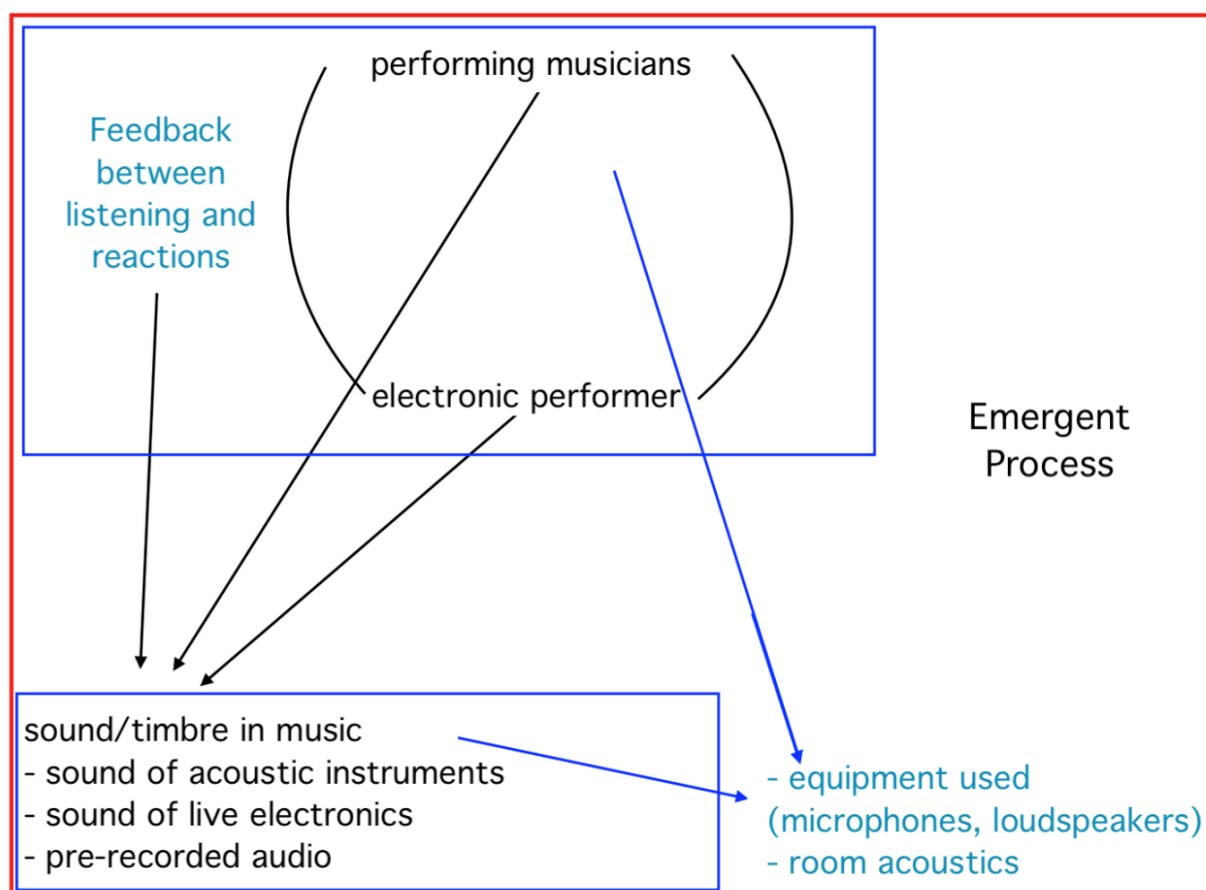 performing musicians
Feedback
between
listening and
reactions
electronic performer
Emergent
Process
sound/timbre in music
- sound of acoustic instruments
- sound of live electronics
- pre-recorded audio
- equipment used
(microphones, loudspeakers)
- room acoustics